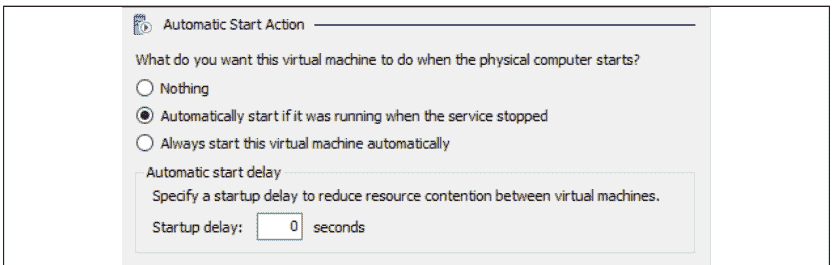 Automatic Start Action
What do you want this virtual machine to do when the physical computer starts?
Nothing
Automatically start if it was running when the service stopped
Always start this virtual machine automatically
Automatic start delay
Specify a startup delay to reduce resource contention between virtual machines.
Startup delay: 0 seconds